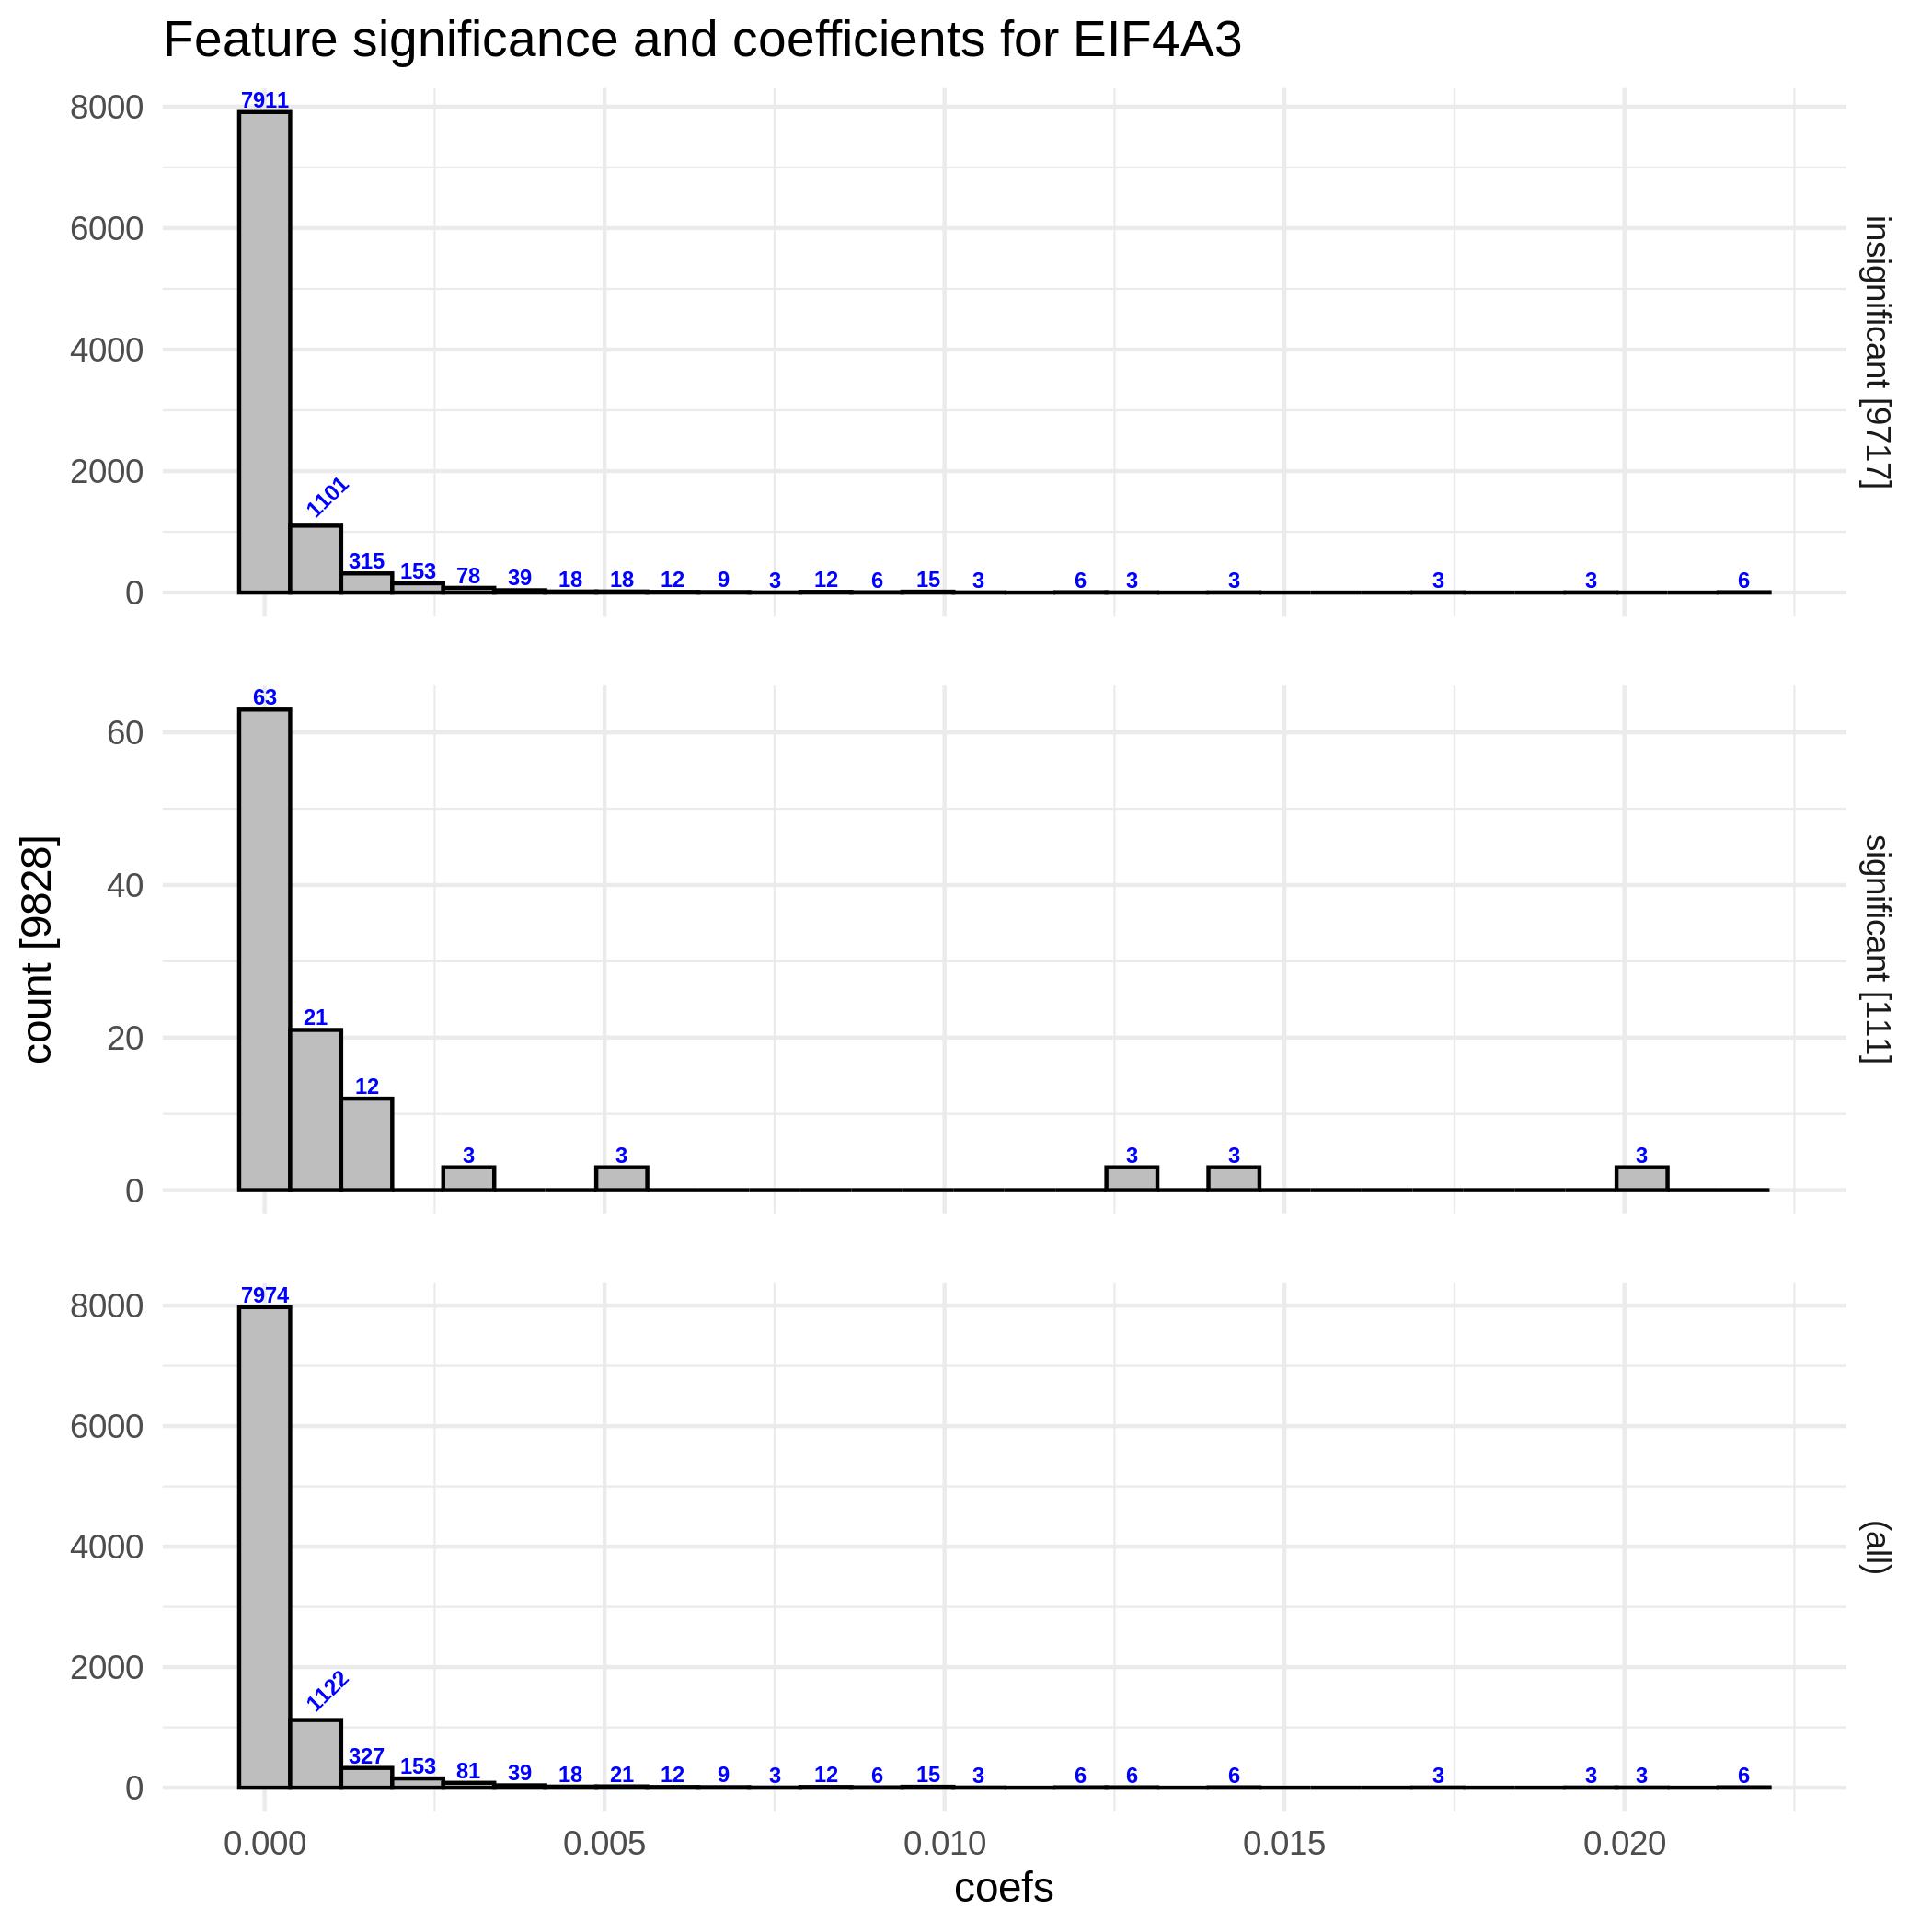 Feature significance and coefficients for EIF4A3
8000
6000
4000
2000
0
7911
1101
315 153 78 39 18 18 12 9 3 12 6 15 3 6 3 3 3 3 6
insignificant [9717]
count [9828]
60
40
20
0
63
21
12
3 3 3 3 3
significant [111]
8000
6000
4000
2000
0
7974
1122
327 153 81 39 18 21 12 9 3 12 6 15 3 6 6 6 3 3 3 6
(all)
0.000 0.005 0.010 0.015 0.020
coefs